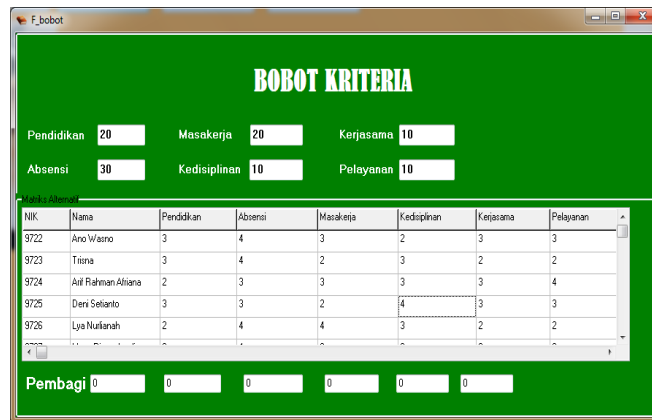 F_bobot
BOBOT KRITERIA
Pendidikan 20 Masakerja 20 Kerjasama 10
Absensi 30 Kedisiplinan 10 Pelayanan 10
Matriks Alternatif
NIK Nama Pendidikan Absensi Masakerja Kedisiplinan Kerjasama Pelayanan
9722 Ano Wasno 3 4 3 2 3 3
9723 Trisna 3 4 2 3 2 2
9724 Arif Rahman Afriana 2 3 3 3 3 4
9725 Deni Setianto 3 3 2 4 3 3
9726 Lya Nurlianah 2 4 4 3 2 2
Pembagi 0 0 0 0 0 0